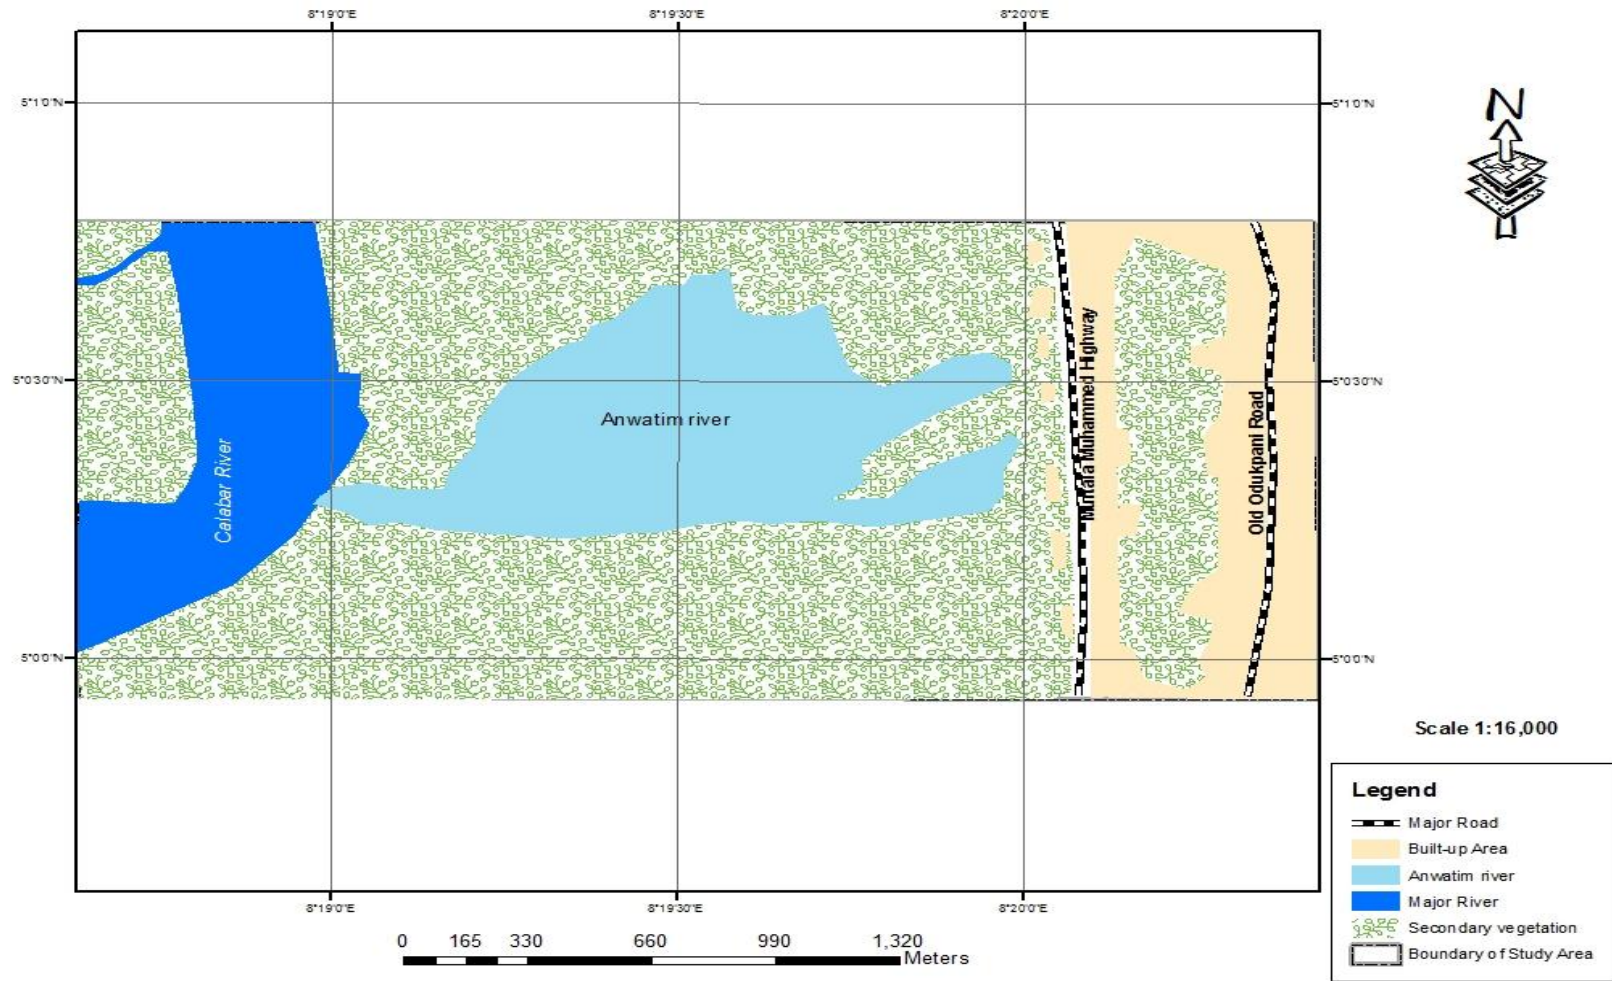 8°19'0"E 8°19'30"E 8°20'0"E
5°1'0"N 5°1'0"N
N
5°0'30"N 5°0'30"N
Anwatim river
Calabar River
Murtala Muhammed Highway
Old Odukpani Road
5°0'0"N 5°0'0"N
Scale 1:16,000
Legend
Major Road
Built-up Area
Anwatim river
Major River
Secondary vegetation
Boundary of Study Area
8°19'0"E 8°19'30"E 8°20'0"E
0 165 330 660 990 1,320
Meters